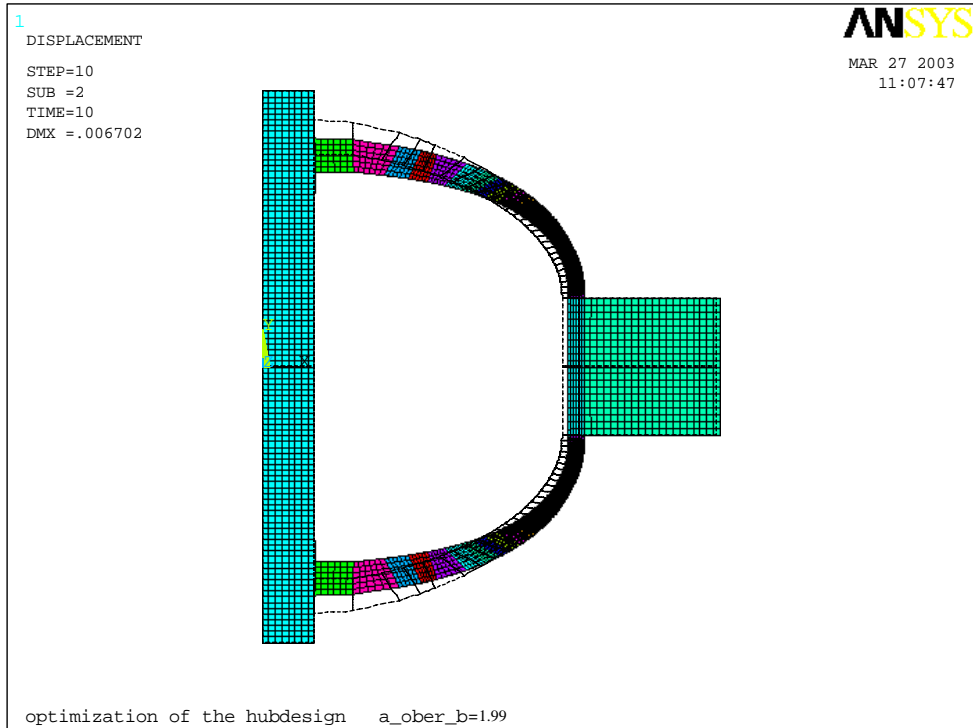 1
DISPLACEMENT
STEP=10
SUB =2
TIME=10
DMX =.006702
ANSYS
MAR 27 2003
11:07:47
Y
X
optimization of the hubdesign a_ober_b=1.99